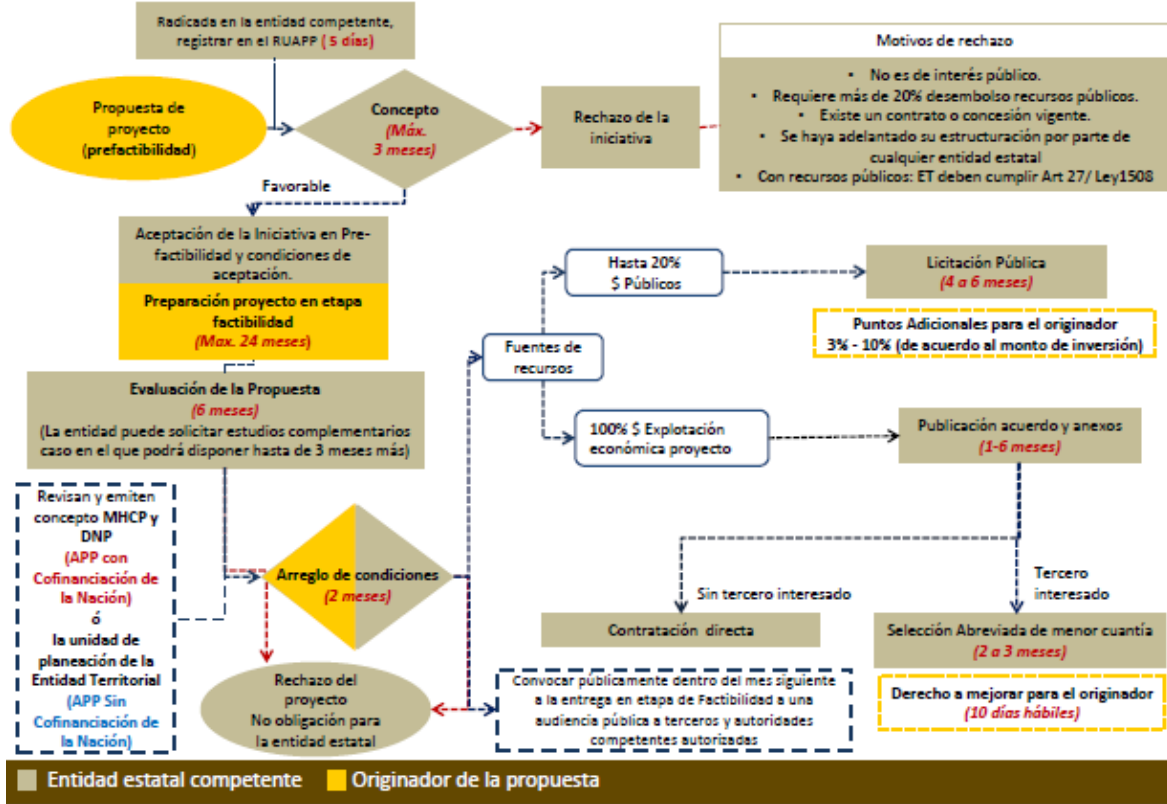 Radicada en la entidad competente,
registrar en el RUAPP ( 5 días)
Propuesta de
proyecto
(prefactibilidad)
Concepto
(Máx.
3 meses)
Rechazo de la
iniciativa
Motivos de rechazo
• No es de interés público.
• Requiere más de 20% desembolso recursos públicos.
• Existe un contrato o concesión vigente.
• Se haya adelantado su estructuración por parte de
cualquier entidad estatal
• Con recursos públicos: ET deben cumplir Art 27/ Ley1508
Favorable
Aceptación de la Iniciativa en Pre-
factibilidad y condiciones de
aceptación.
Preparación proyecto en etapa
factibilidad
(Max. 24 meses)
Evaluación de la Propuesta
(6 meses)
(La entidad puede solicitar estudios complementarios
caso en el que podrá disponer hasta de 3 meses más)
Fuentes de
recursos
Hasta 20%
$ Públicos
Licitación Pública
(4 a 6 meses)
Puntos Adicionales para el originador
3% - 10% (de acuerdo al monto de inversión)
100% $ Explotación
económica proyecto
Publicación acuerdo y anexos
(1-6 meses)
Revisan y emiten
concepto MHCP y
DNP
(APP con
Cofinanciación de
la Nación)
ó
la unidad de
planeación de la
Entidad Territorial
(APP Sin
Cofinanciación de
la Nación)
Arreglo de condiciones
(2 meses)
Rechazo del
proyecto
No obligación para
la entidad estatal
Sin tercero interesado
Tercero
interesado
Contratación directa
Selección Abreviada de menor cuantía
(2 a 3 meses)
Convocar públicamente dentro del mes siguiente
a la entrega en etapa de Factibilidad a una
audiencia pública a terceros y autoridades
competentes autorizadas
Derecho a mejorar para el originador
(10 días hábiles)
Entidad estatal competente
Originador de la propuesta